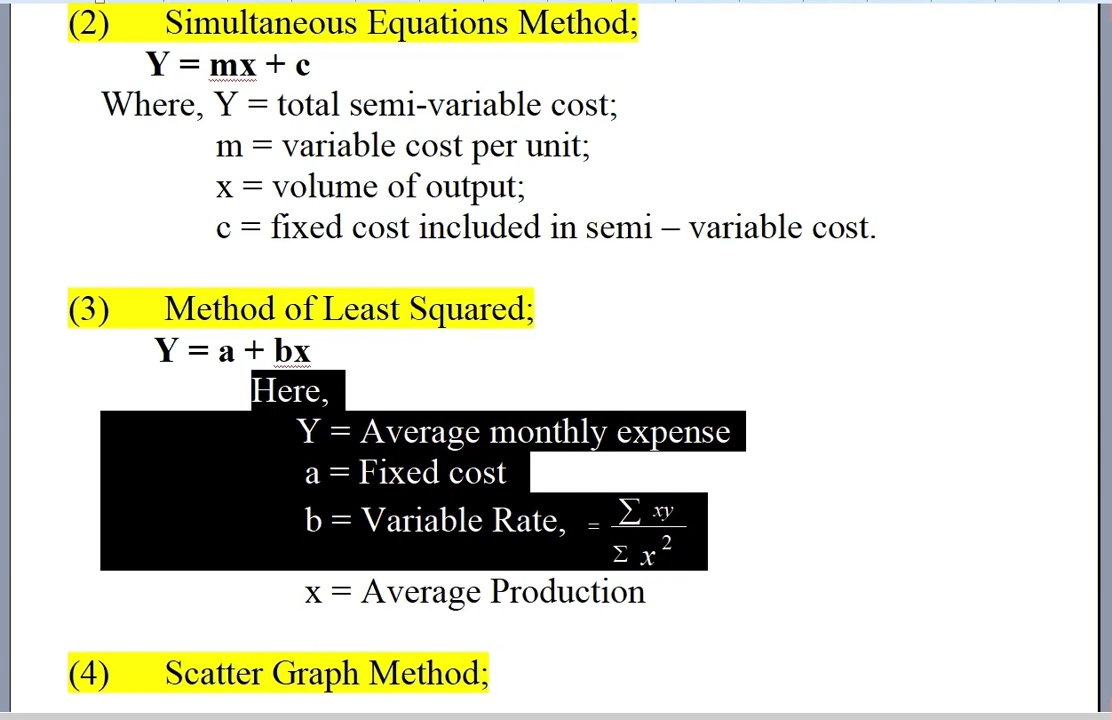 (2) Simultaneous Equations Method;
Y = mx + c
Where, Y = total semi-variable cost;
m = variable cost per unit;
x = volume of output;
c = fixed cost included in semi – variable cost.
(3) Method of Least Squared;
Y = a + bx
Here,
Y = Average monthly expense
a = Fixed cost
b = Variable Rate, = ∑ xy / Σ x²
x = Average Production
(4) Scatter Graph Method;